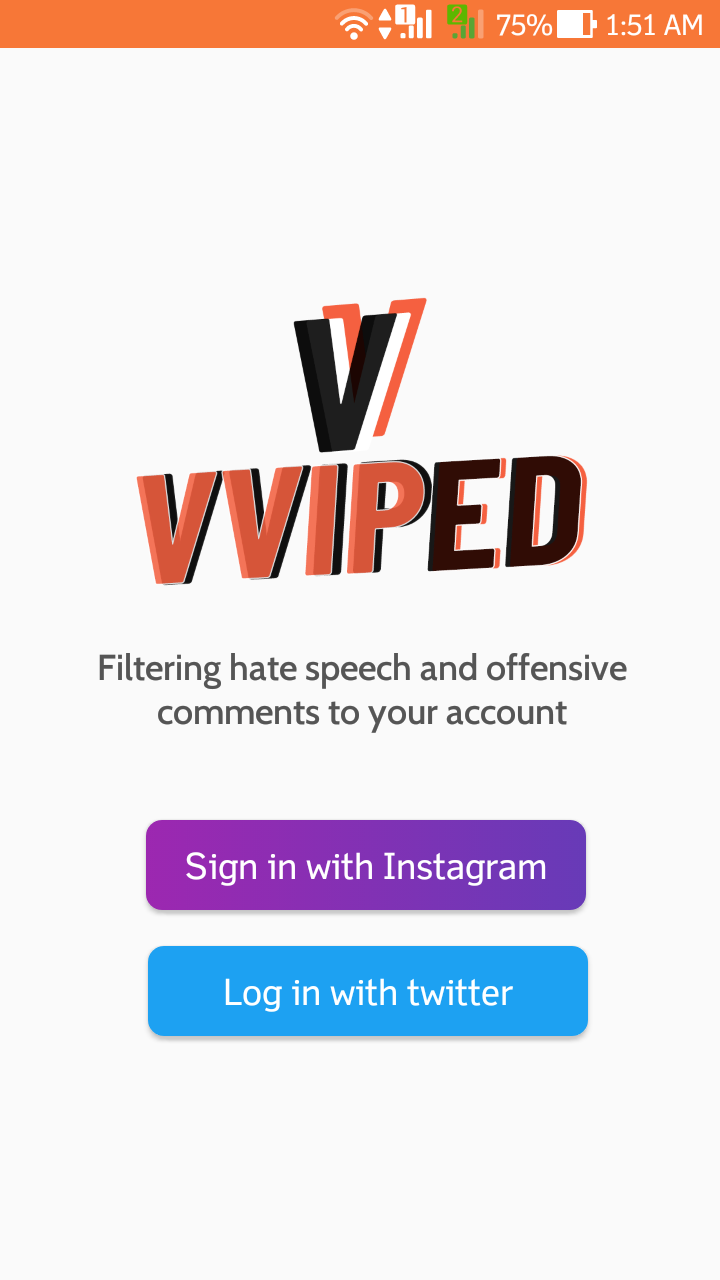 1 2 75% 1:51 AM
V
VVIPED
Filtering hate speech and offensive
comments to your account
Sign in with Instagram
Log in with twitter